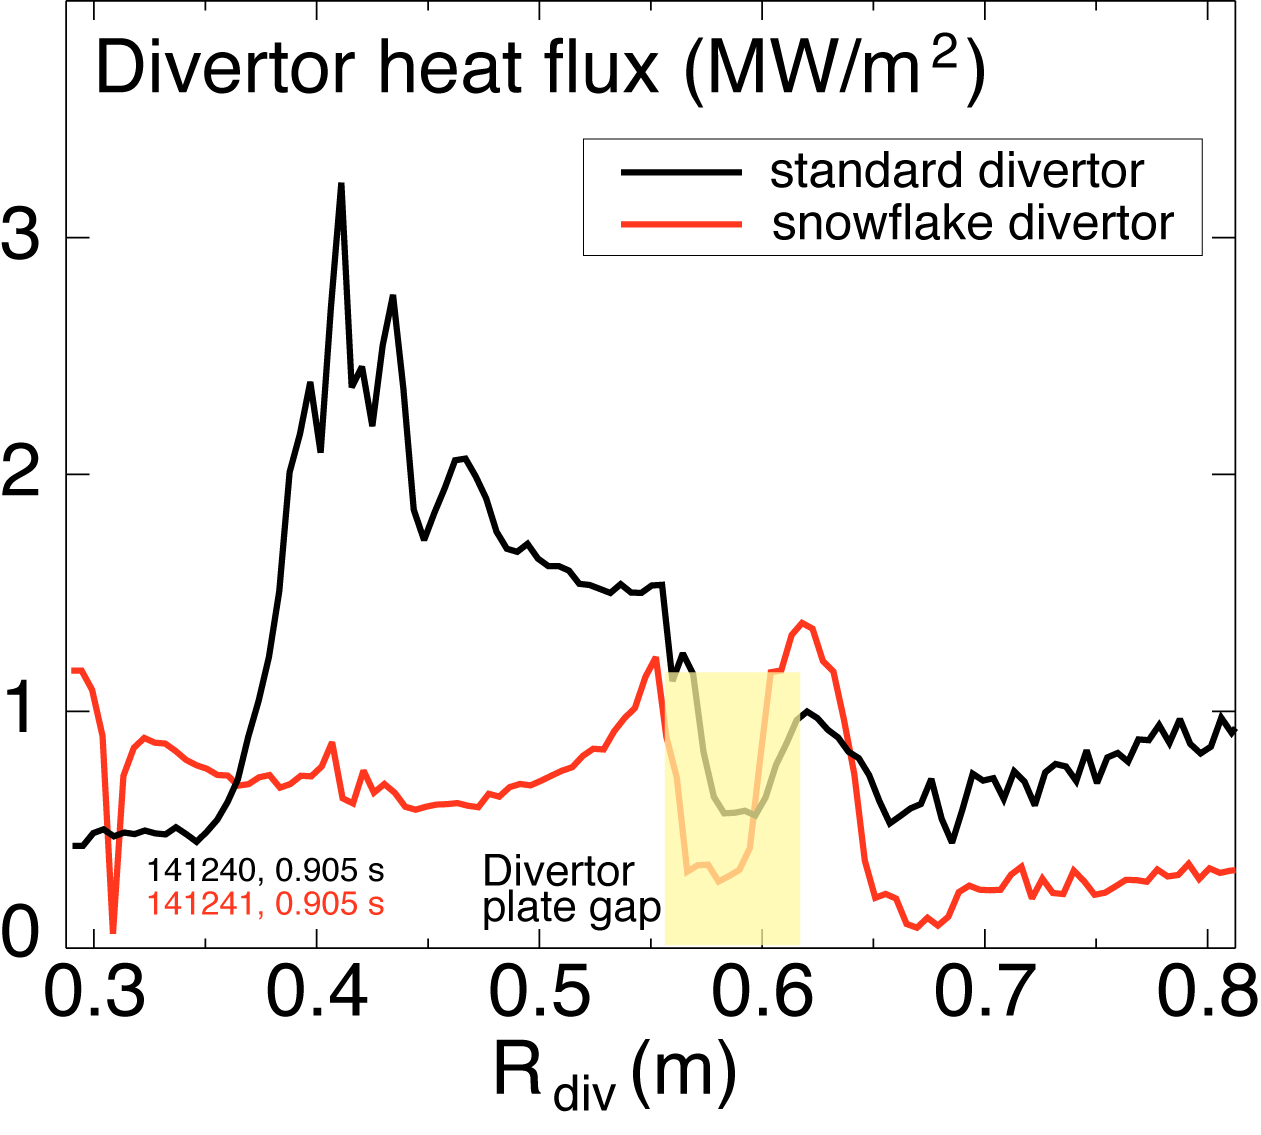 Divertor heat flux (MW/m²)
standard divertor
snowflake divertor
3
2
1
0
141240, 0.905 s
141241, 0.905 s
Divertor
plate gap
0.3 0.4 0.5 0.6 0.7 0.8
R div (m)